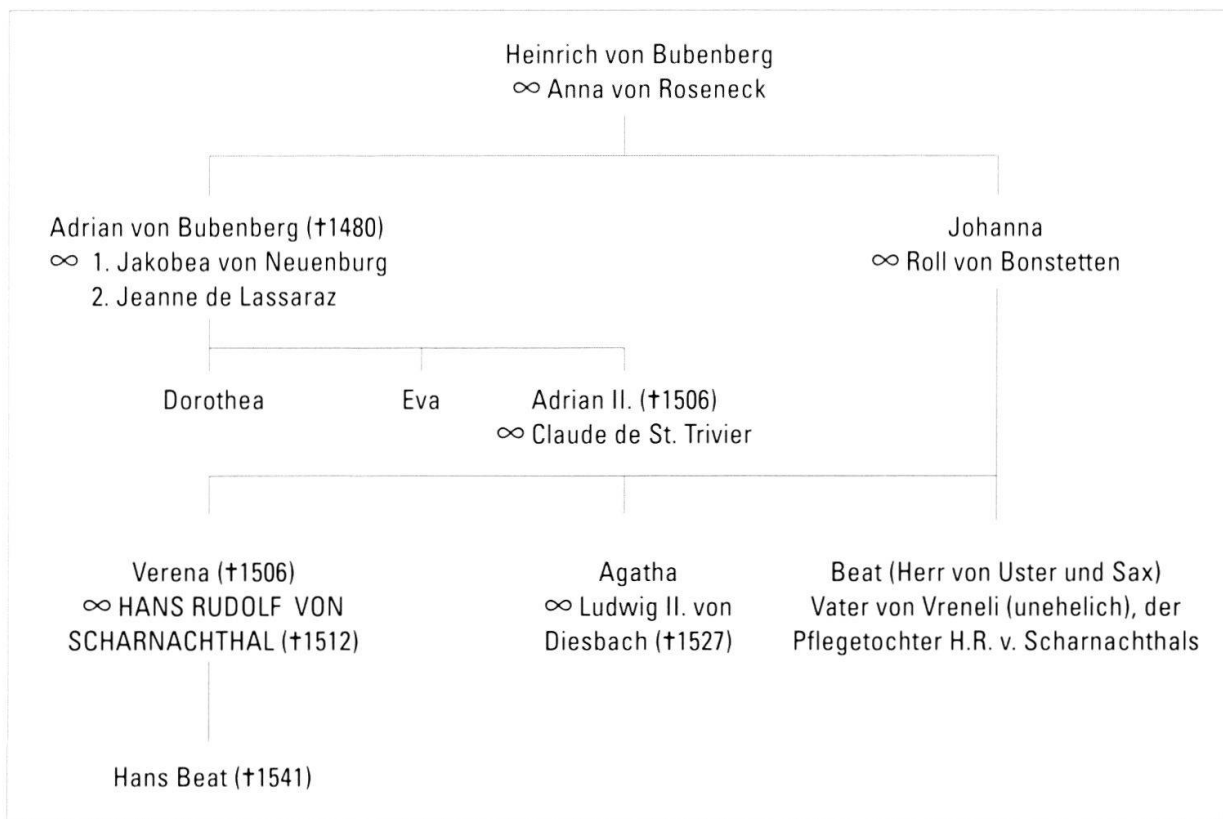 Heinrich von Bubenberg
∞ Anna von Roseneck
Adrian von Bubenberg (†1480)
∞ 1. Jakobea von Neuenburg
2. Jeanne de Lassaraz
Johanna
∞ Roll von Bonstetten
Dorothea
Eva
Adrian II. (†1506)
∞ Claude de St. Trivier
Verena (†1506)
∞ HANS RUDOLF VON
SCHARNACHTHAL (†1512)
Agatha
∞ Ludwig II. von
Diesbach (†1527)
Beat (Herr von Uster und Sax)
Vater von Vreneli (unehelich), der
Pflegetochter H.R. v. Scharnachthals
Hans Beat (†1541)